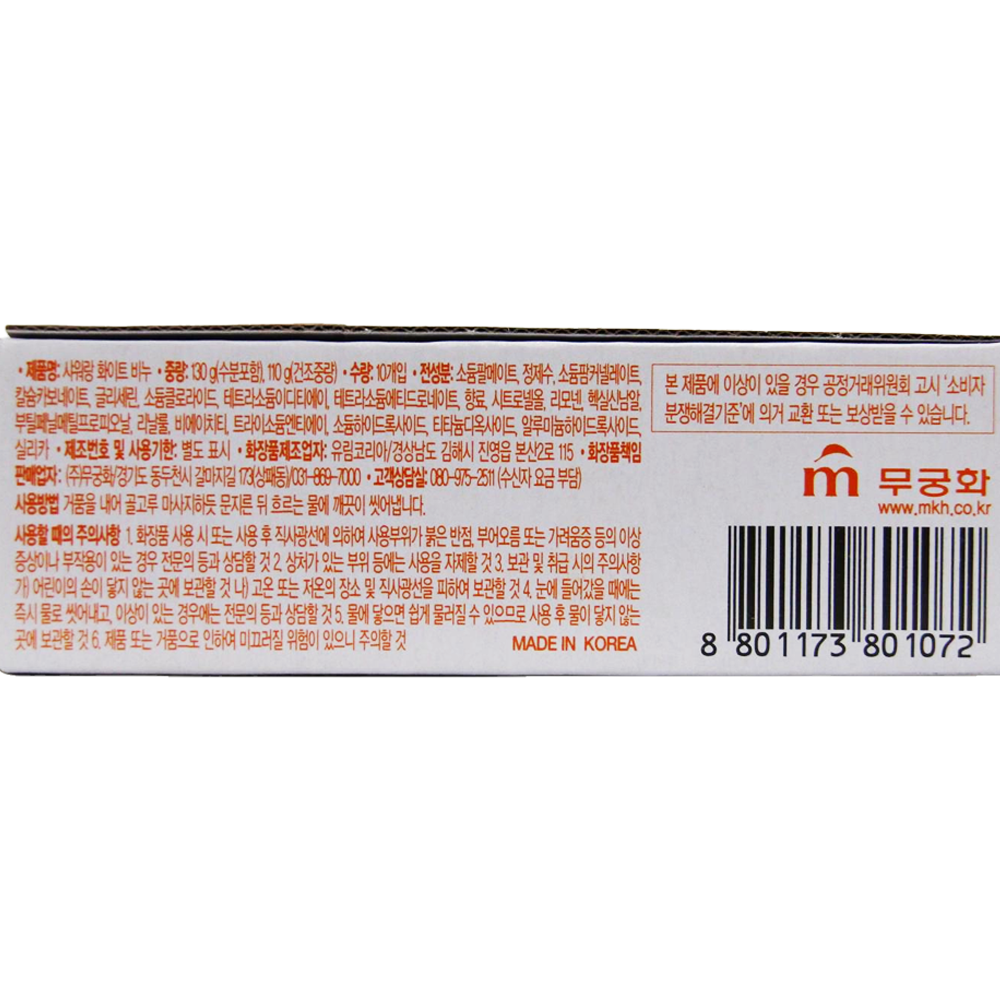 • 제품명: 샤워랑 화이트 비누 • 중량: 130 g(수분포함), 110 g(건조중량) • 수량: 10개입 • 전성분: 소듐팔메이트, 정제수, 소듐팜커널레이트,
칼슘카보네이트, 글리세린, 소듐클로라이드, 테트라소듐이디티에이, 테트라소듐에티드로네이트, 향료, 시트로넬올, 리모넨, 헥실신남알,
부틸페닐메틸프로피오날, 리날룰, 비에이치티, 트라이소듐엔티에이, 소듐하이드록사이드, 티타늄디옥사이드, 알루미늄하이드록사이드,
실리카 • 제조번호 및 사용기한: 별도 표시 • 화장품제조업자: 유림코리아/경상남도 김해시 진영읍 본산2로 115 • 화장품책임
판매업자: (주)무궁화/경기도 동두천시 갈마지길 173(상패동)/031-869-7000 • 고객상담실: 080-975-2511 (수신자 요금 부담)
사용방법 거품을 내어 골고루 마사지하듯 문지른 뒤 흐르는 물에 깨끗이 씻어냅니다.
사용할 때의 주의사항 1. 화장품 사용 시 또는 사용 후 직사광선에 의하여 사용부위가 붉은 반점, 부어오름 또는 가려움증 등의 이상
증상이나 부작용이 있는 경우 전문의 등과 상담할 것 2. 상처가 있는 부위 등에는 사용을 자제할 것 3. 보관 및 취급 시의 주의사항
가) 어린이의 손이 닿지 않는 곳에 보관할 것 나) 고온 또는 저온의 장소 및 직사광선을 피하여 보관할 것 4. 눈에 들어갔을 때에는
즉시 물로 씻어내고, 이상이 있는 경우에는 전문의 등과 상담할 것 5. 물에 닿으면 쉽게 물러질 수 있으므로 사용 후 물이 닿지 않는
곳에 보관할 것 6. 제품 또는 거품으로 인하여 미끄러질 위험이 있으니 주의할 것
MADE IN KOREA
본 제품에 이상이 있을 경우 공정거래위원회 고시 '소비자
분쟁해결기준'에 의거 교환 또는 보상받을 수 있습니다.
m 무궁화
www.mkh.co.kr
8 801173 801072